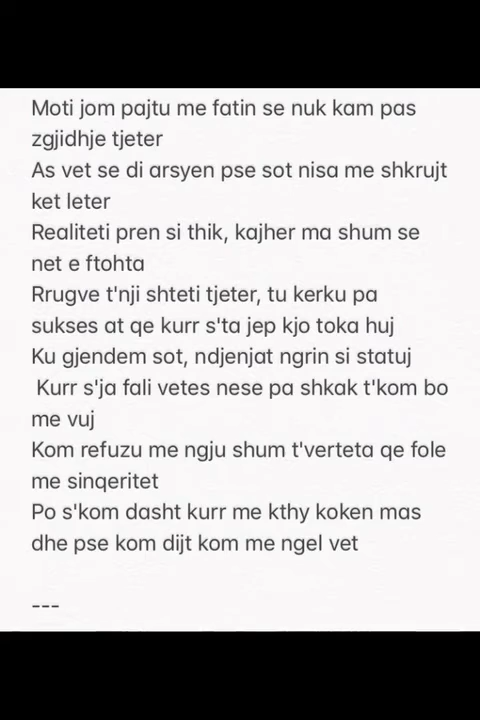 Moti jom pajtu me fatin se nuk kam pas
zgjidhje tjeter
As vet se di arsyen pse sot nisa me shkrujt
ket leter
Realiteti pren si thik, kajher ma shum se
net e ftohta
Rrugve t'nji shteti tjeter, tu kerku pa
sukses at qe kurr s'ta jep kjo toka huj
Ku gjendem sot, ndjenjat ngrin si statuj
Kurr s'ja fali vetes nese pa shkak t'kom bo
me vuj
Kom refuzu me ngju shum t'verteta qe fole
me sinqeritet
Po s'kom dasht kurr me kthy koken mas
dhe pse kom dijt kom me ngel vet
---